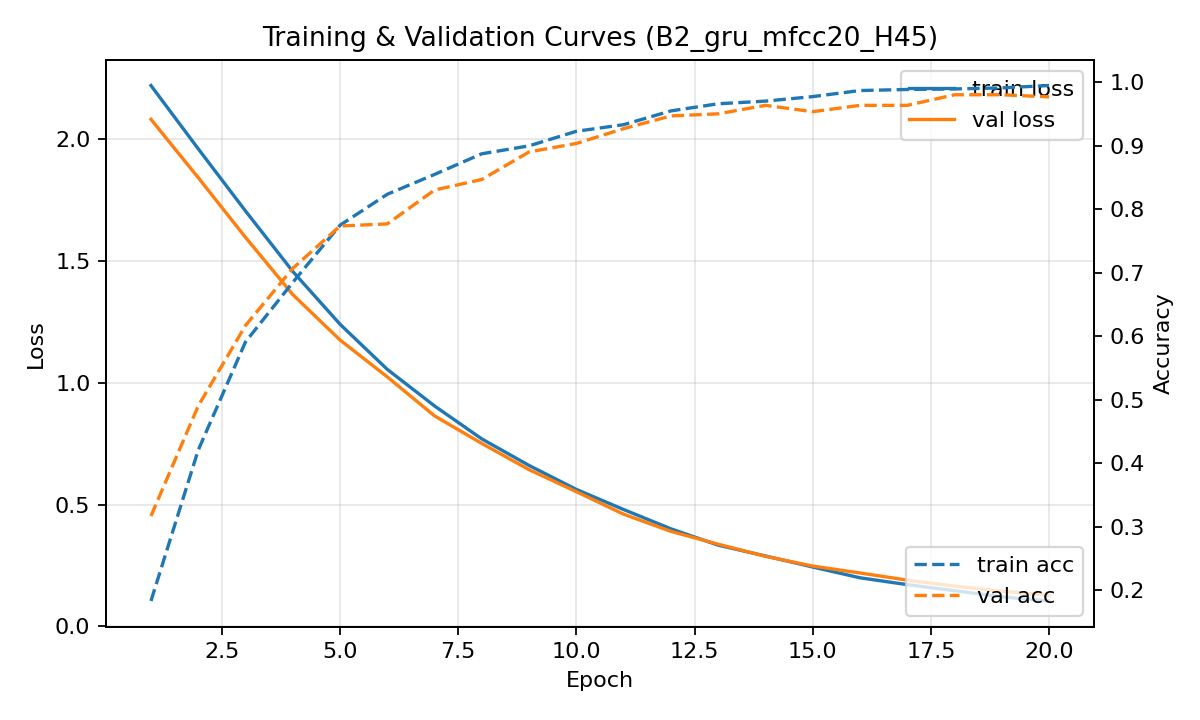 Training & Validation Curves (B2_gru_mfcc20_H45)
train loss
val loss
train acc
val acc
Loss
2.0
1.5
1.0
0.5
0.0
Accuracy
1.0
0.9
0.8
0.7
0.6
0.5
0.4
0.3
0.2
2.5
5.0
7.5
10.0
12.5
15.0
17.5
20.0
Epoch